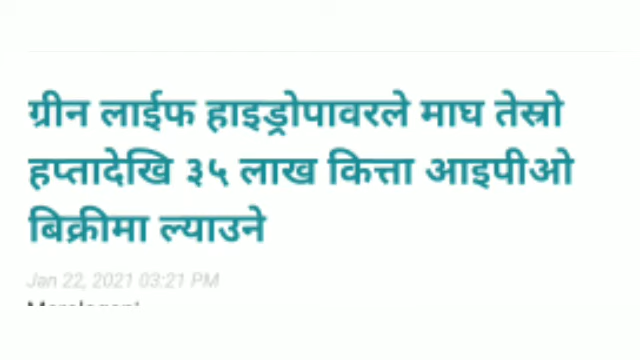 ग्रीन लाईफ हाइड्रोपावरले माघ तेस्रो
हप्तादेखि ३५ लाख कित्ता आइपीओ
बिक्रीमा ल्याउने
Jan 22, 2021 03:21 PM